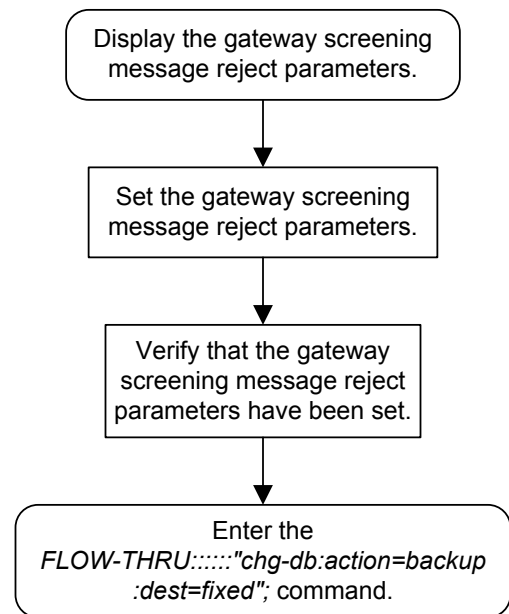 Display the gateway screening
message reject parameters.
Set the gateway screening
message reject parameters.
Verify that the gateway
screening message reject
parameters have been set.
Enter the
FLOW-THRU::::::"chg-db:action=backup
:dest=fixed"; command.